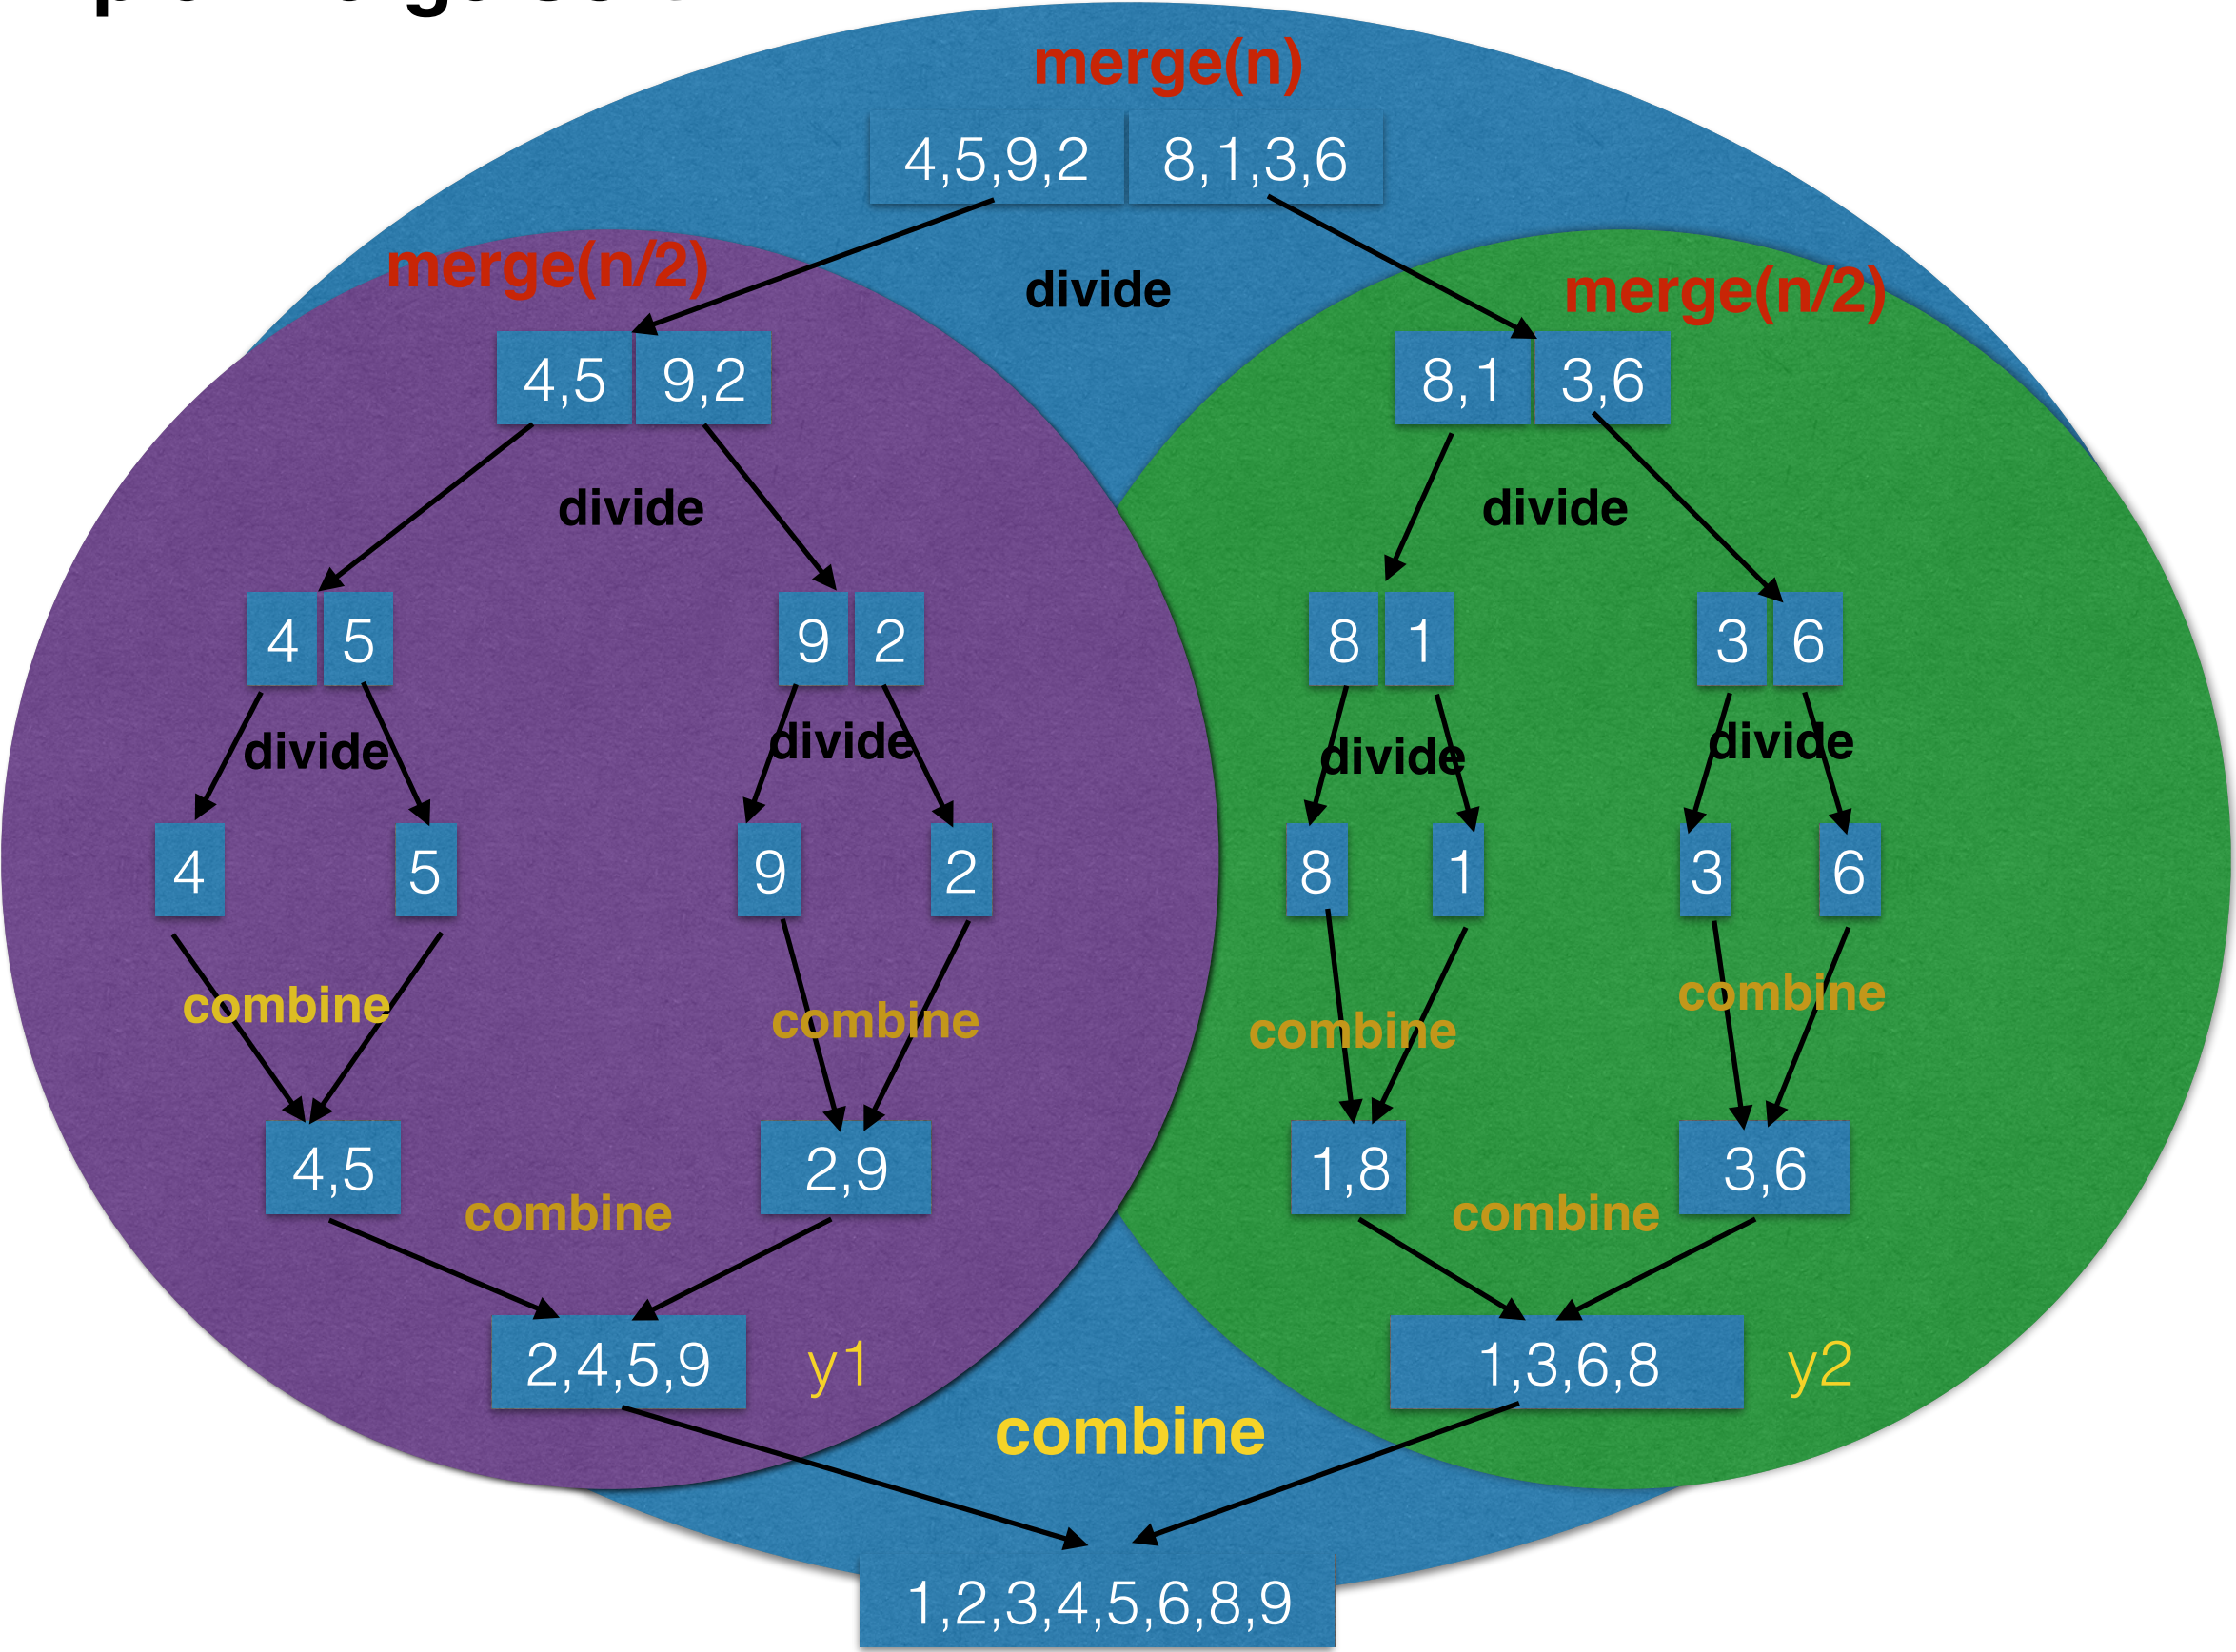 merge(n)
4,5,9,2 8,1,3,6
merge(n/2) divide merge(n/2)
4,5 9,2 8,1 3,6
divide divide
4 5 9 2 8 1 3 6
divide divide divide divide
4 5 9 2 8 1 3 6
combine combine combine combine
4,5 2,9 1,8 3,6
combine combine
2,4,5,9 y1 1,3,6,8 y2
combine
1,2,3,4,5,6,8,9